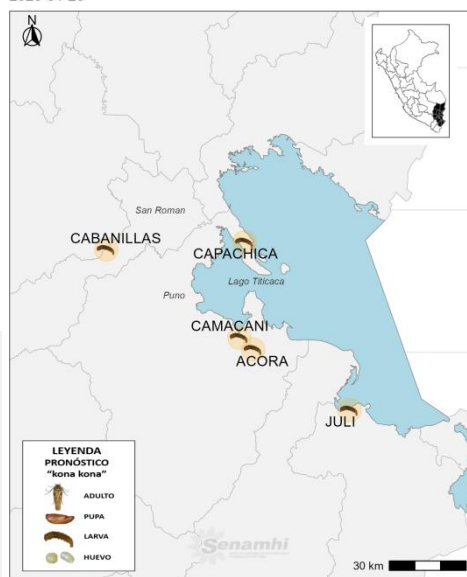 N
San Roman
CABANILLAS
CAPACHICA
Lago Titicaca
Puno
CAMACANI
ACORA
JULI
LEYENDA
PRONÓSTICO
"kona kona"
ADULTO
PUPA
LARVA
HUEVO
Senamhi
30 km